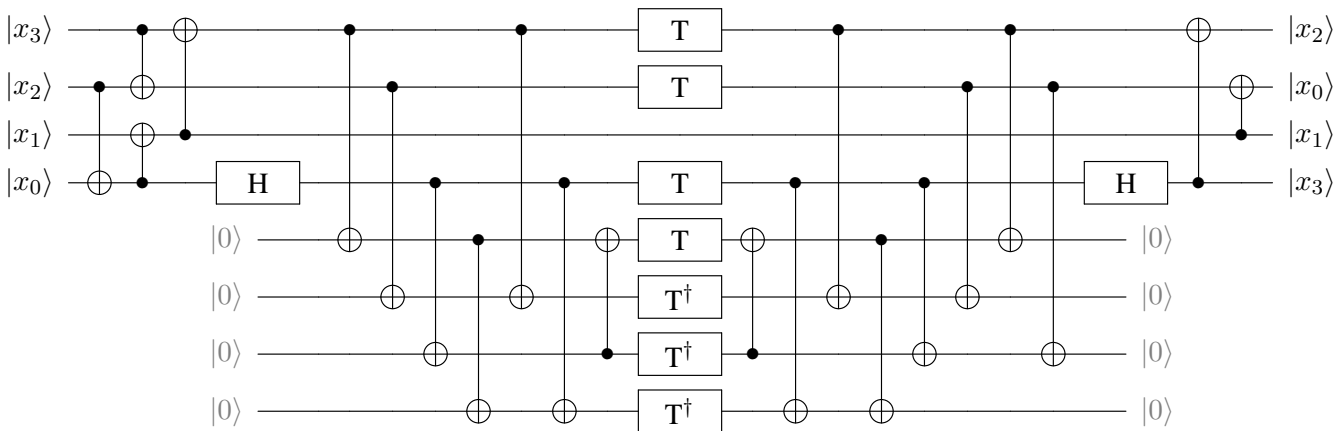 |x₃⟩ T |x₂⟩
|x₂⟩ T |x₀⟩
|x₁⟩ |x₁⟩
|x₀⟩ H T H |x₃⟩
|0⟩ T |0⟩
|0⟩ T† |0⟩
|0⟩ T† |0⟩
|0⟩ T† |0⟩